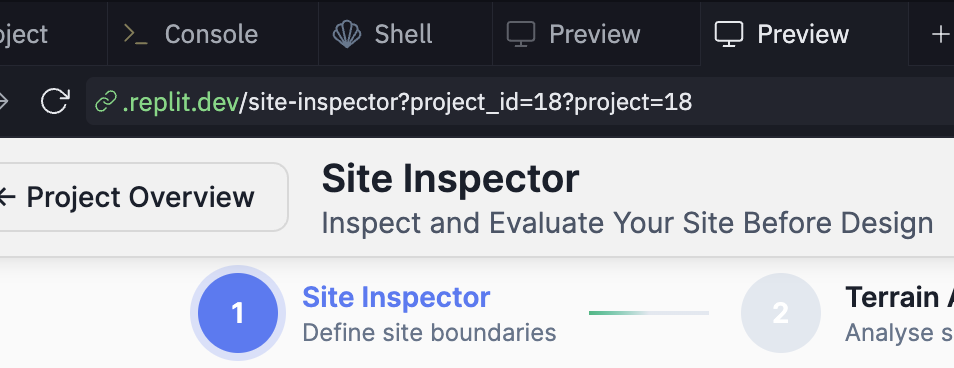 Console Shell Preview Preview
.replit.dev/site-inspector?project_id=18?project=18
← Project Overview
Site Inspector
Inspect and Evaluate Your Site Before Design
1
Site Inspector
Define site boundaries
2
Terrain
Analyse